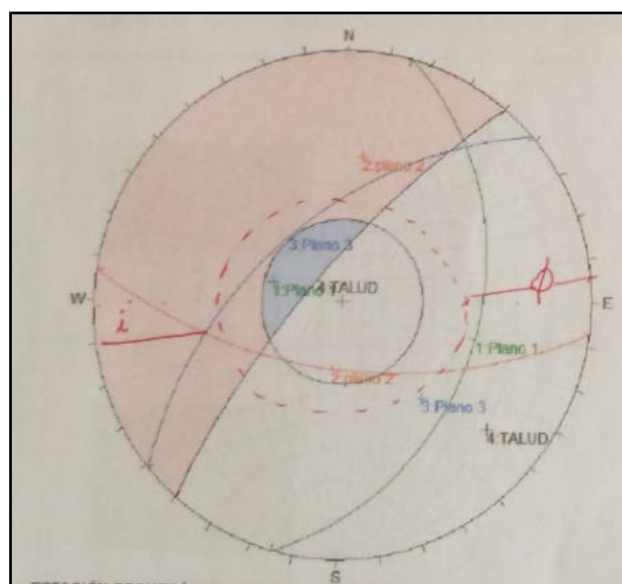 N
2:plano 2
3:Plano 3
1:Plano 1
4:TALUD
W
i
ϕ
E
1:Plano 1
2:plano 2
3:Plano 3
4:TALUD
S